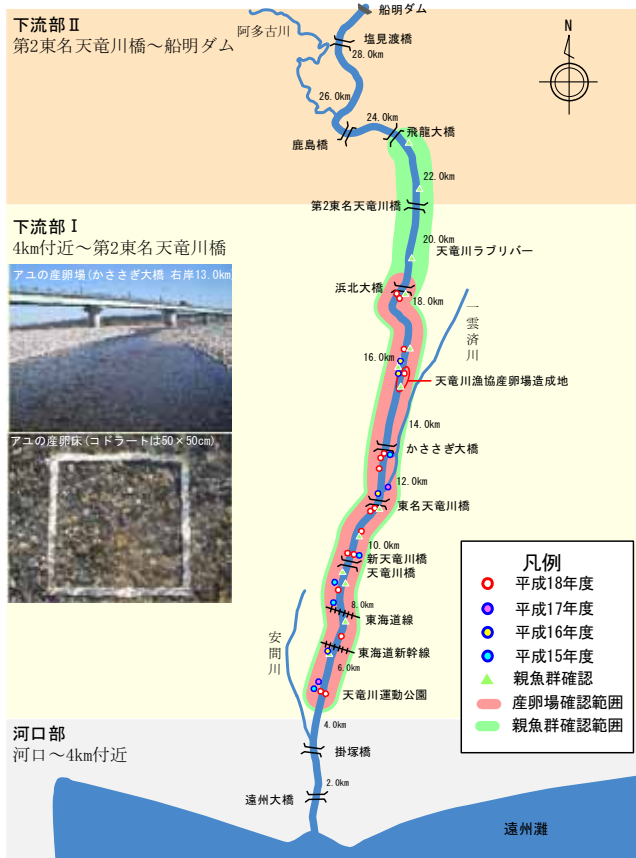 下流部Ⅱ
第2東名天竜川橋～船明ダム
船明ダム
阿多古川
塩見渡橋
28.0km
N
26.0km
24.0km
飛龍大橋
鹿島橋
22.0km
第2東名天竜川橋
下流部Ⅰ
4km付近～第2東名天竜川橋
20.0km
天竜川ラブリバー
アユの産卵場(かささぎ大橋 右岸13.0km)
浜北大橋
18.0km
一雲済川
16.0km
天竜川漁協産卵場造成地
14.0km
アユの産卵床(コドラートは50×50cm)
かささぎ大橋
12.0km
東名天竜川橋
10.0km
新天竜川橋
天竜川橋
8.0km
東海道線
安間川
東海道新幹線
6.0km
天竜川運動公園
4.0km
凡例
平成18年度
平成17年度
平成16年度
平成15年度
親魚群確認
産卵場確認範囲
親魚群確認範囲
河口部
河口～4km付近
掛塚橋
2.0km
遠州大橋
遠州灘